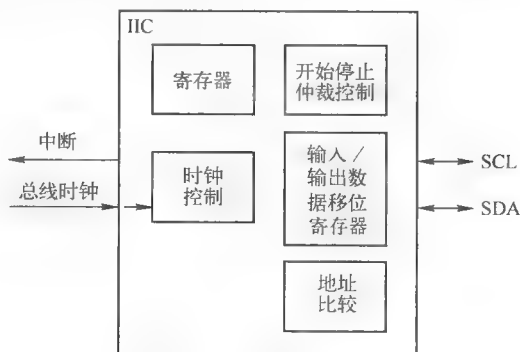 IIC
寄存器
开始停止
仲裁控制
中断
总线时钟
时钟
控制
输入／
输出数
据移位
寄存器
SCL
SDA
地址
比较